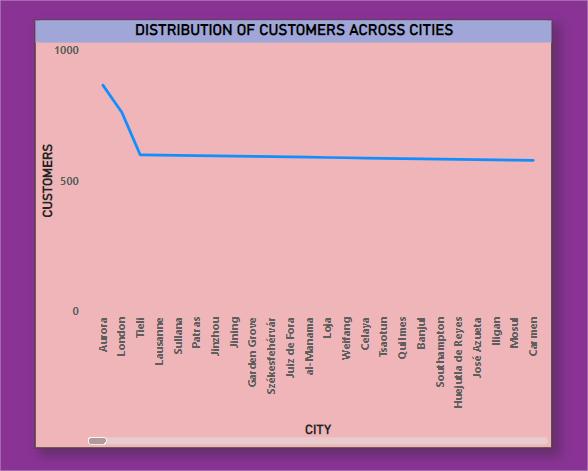 DISTRIBUTION OF CUSTOMERS ACROSS CITIES
1000
500
0
CUSTOMERS
Aurora
London
Tieli
Lausanne
Sullana
Patras
Jinzhou
Jining
Garden Grove
Székesfehérvár
Juiz de Fora
al-Manama
Loja
Weifang
Celaya
Tsaotun
Quilmes
Banjul
Southampton
Huejutla de Reyes
José Azueta
Iligan
Mosul
Carmen
CITY